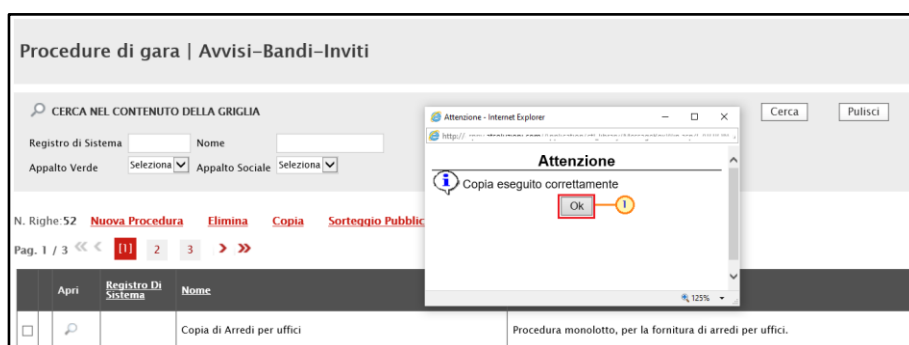 Procedure di gara | Avvisi-Bandi-Inviti
CERCA NEL CONTENUTO DELLA GRIGLIA
Cerca
Pulisci
Registro di Sistema
Nome
Appalto Verde
Seleziona
Appalto Sociale
Seleziona
Attenzione - Internet Explorer
http://
Attenzione
Copia eseguito correttamente
Ok
1
125%
N. Righe:52 Nuova Procedura Elimina Copia Sorteggio Pubblic
Pag. 1 / 3 << < [1] 2 3 > >>
Apri
Registro Di
Sistema
Nome
Copia di Arredi per uffici
Procedura monolotto, per la fornitura di arredi per uffici.